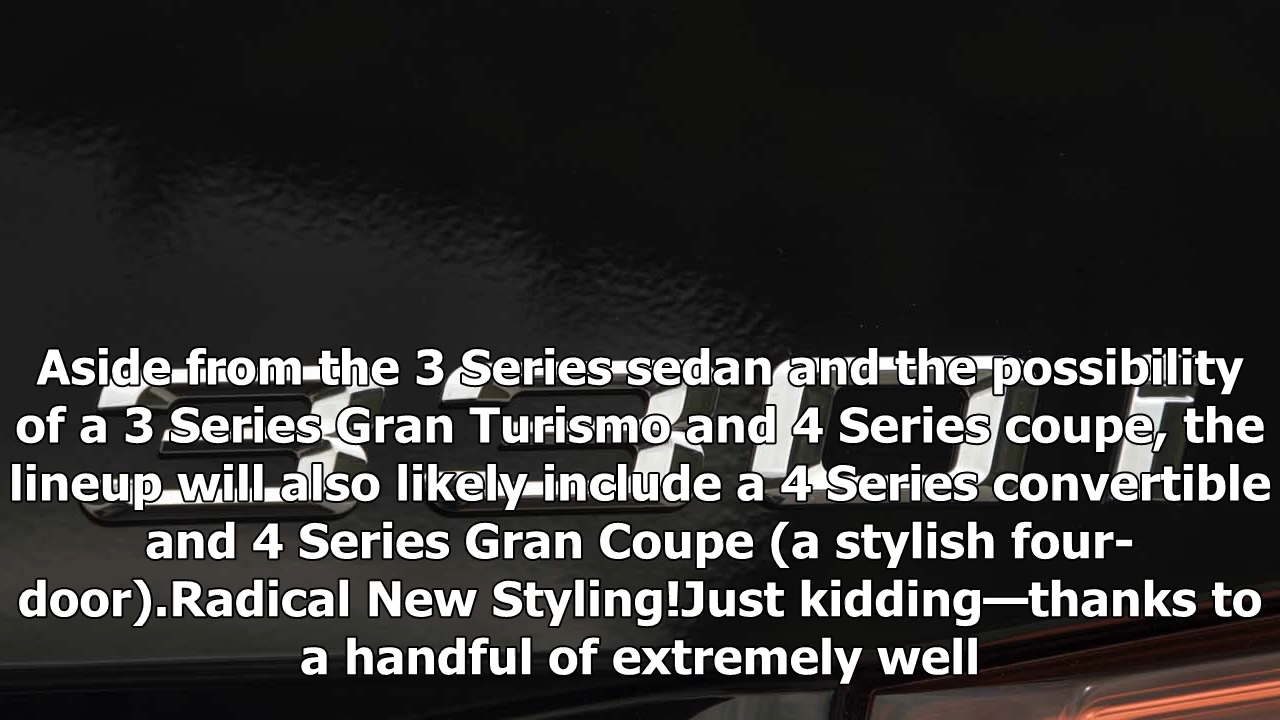 Aside from the 3 Series sedan and the possibility
of a 3 Series Gran Turismo and 4 Series coupe, the
lineup will also likely include a 4 Series convertible
and 4 Series Gran Coupe (a stylish four-
door).Radical New Styling!Just kidding—thanks to
a handful of extremely well
330i